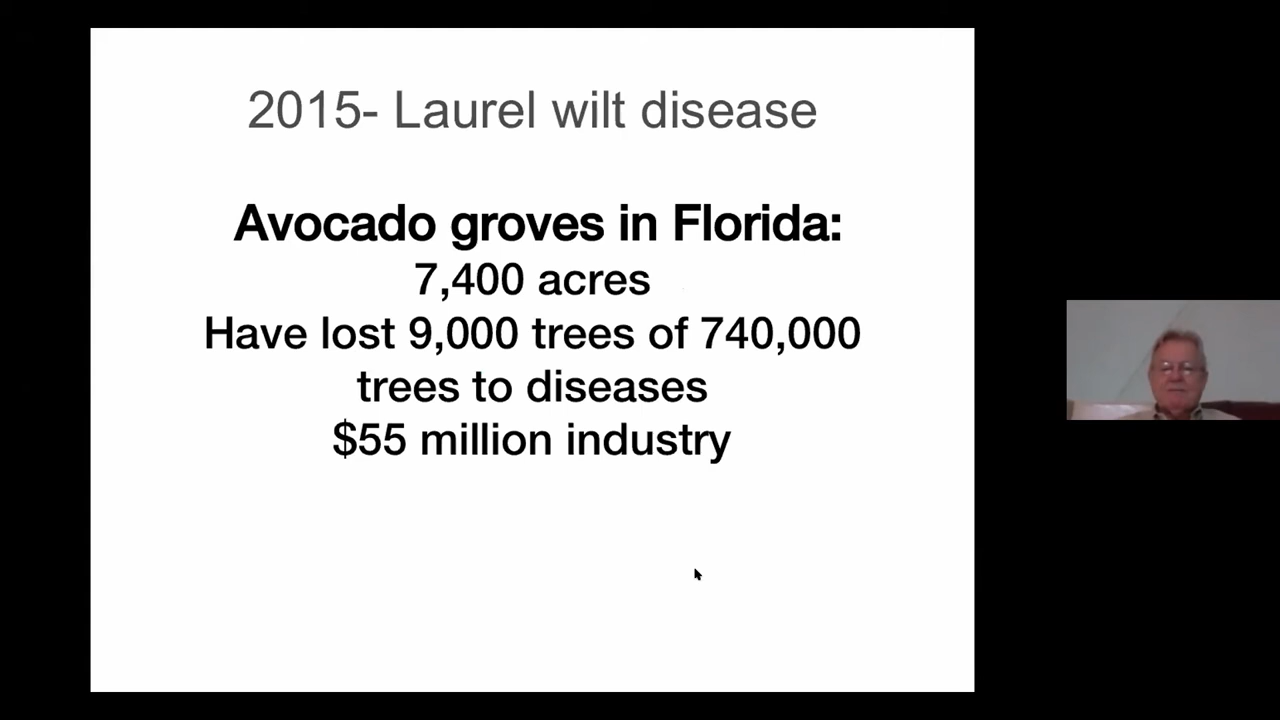 2015- Laurel wilt disease
Avocado groves in Florida:
7,400 acres
Have lost 9,000 trees of 740,000
trees to diseases
$55 million industry